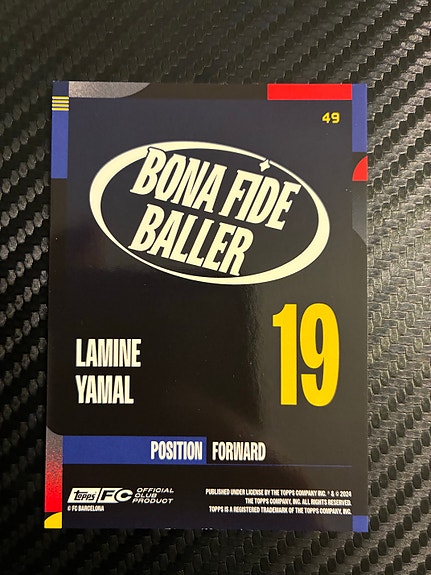 49
BONA FIDE
BALLER
19
LAMINE
YAMAL
POSITION FORWARD
Topps FC OFFICIAL
CLUB
PRODUCT
© FC BARCELONA
PUBLISHED UNDER LICENSE BY THE TOPPS COMPANY INC. ® & © 2024
THE TOPPS COMPANY, INC. ALL RIGHTS RESERVED.
TOPPS IS A REGISTERED TRADEMARK OF THE TOPPS COMPANY, INC.